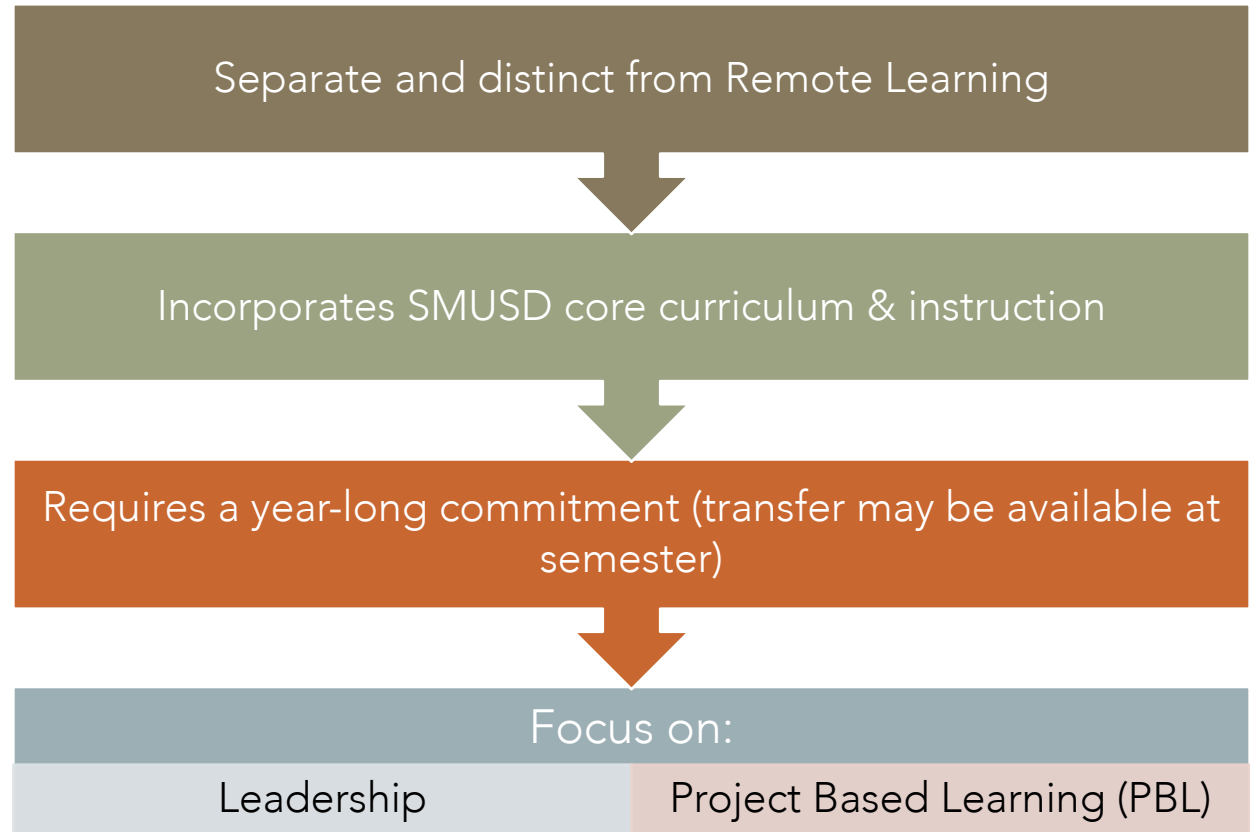 Separate and distinct from Remote Learning
Incorporates SMUSD core curriculum & instruction
Requires a year-long commitment (transfer may be available at
semester)
Focus on:
Leadership
Project Based Learning (PBL)